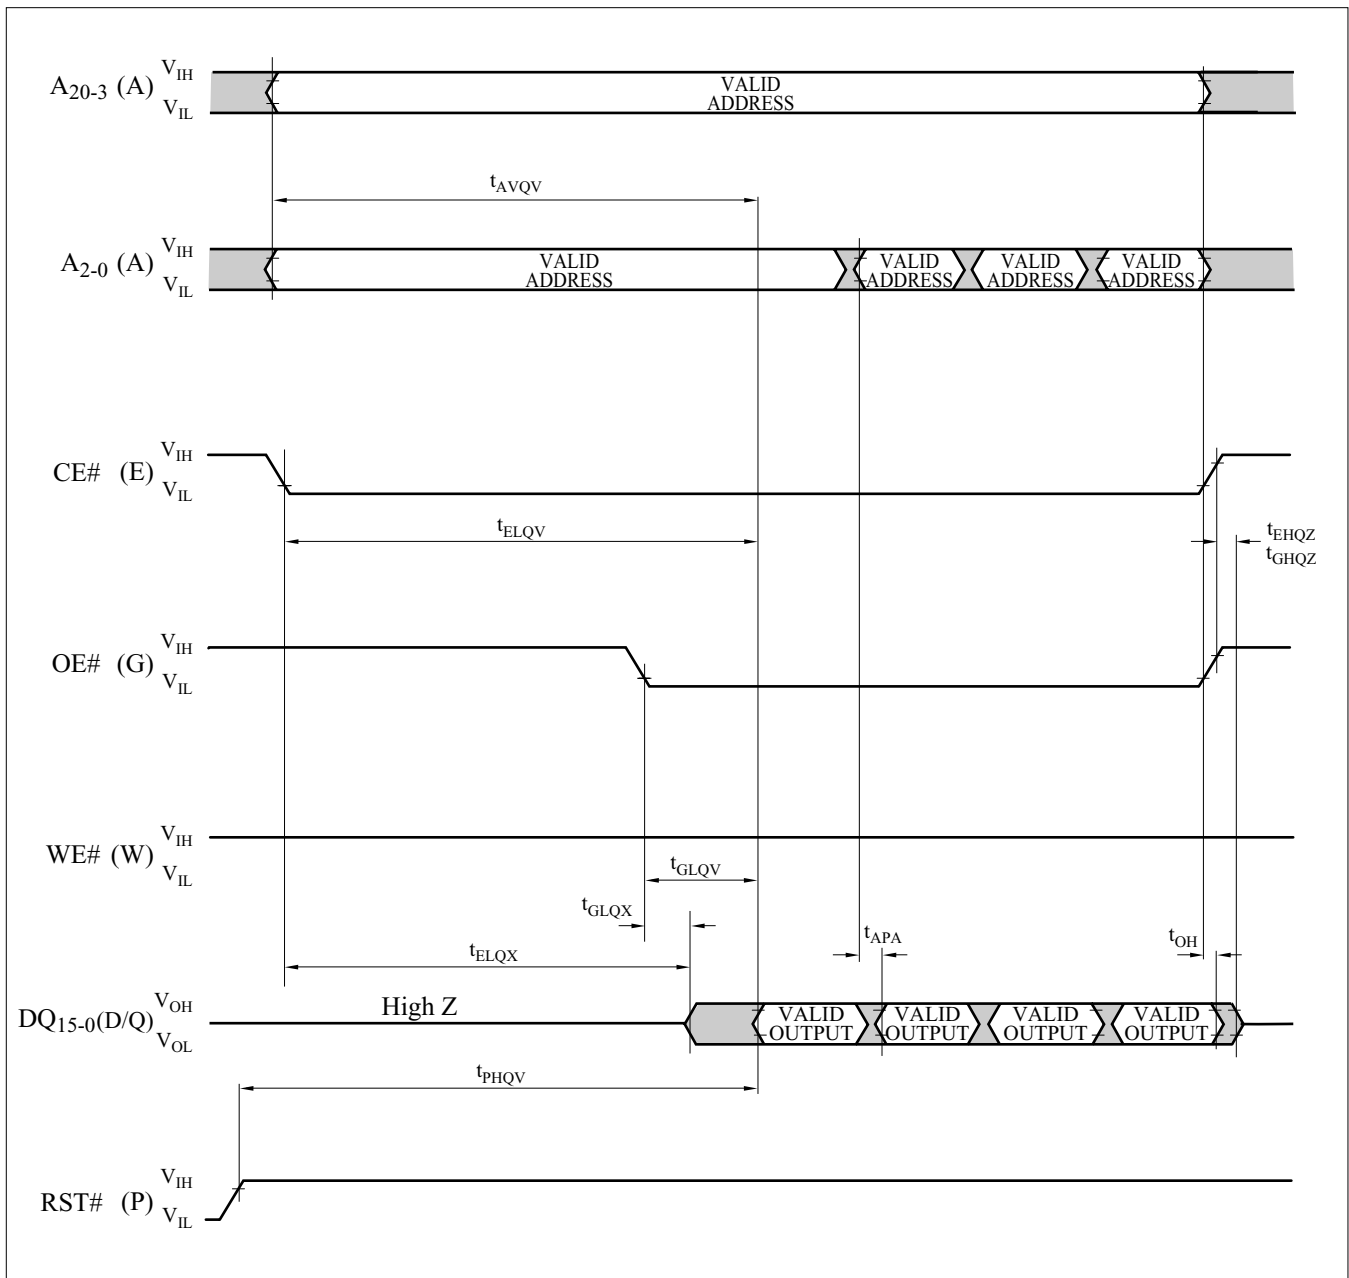 A20-3 (A) VIH
VIL
VALID
ADDRESS
tAVQV
A2-0 (A) VIH
VIL
VALID
ADDRESS
VALID
ADDRESS
VALID
ADDRESS
VALID
ADDRESS
CE# (E) VIH
VIL
tELQV
tEHQZ
tGHQZ
OE# (G) VIH
VIL
WE# (W) VIH
VIL
tGLQV
tGLQX
tELQX
tAPA
tOH
DQ15-0(D/Q) VOH
VOL
High Z
VALID
OUTPUT
VALID
OUTPUT
VALID
OUTPUT
VALID
OUTPUT
tPHQV
RST# (P) VIH
VIL